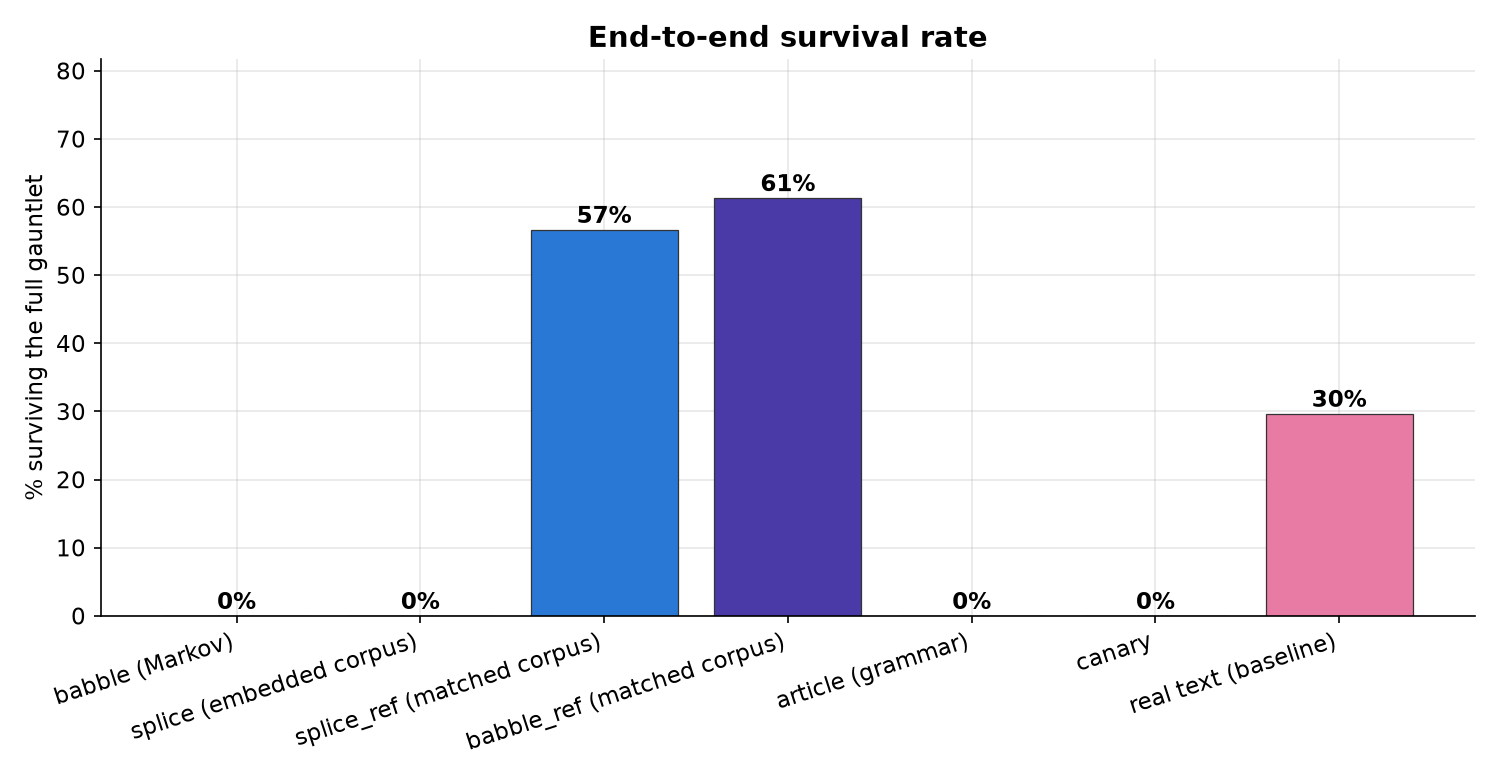 End-to-end survival rate
% surviving the full gauntlet
80
70
60
50
40
30
20
10
0
0%
0%
57%
61%
0%
0%
30%
babble (Markov)
splice (embedded corpus)
splice_ref (matched corpus)
babble_ref (matched corpus)
article (grammar)
canary
real text (baseline)